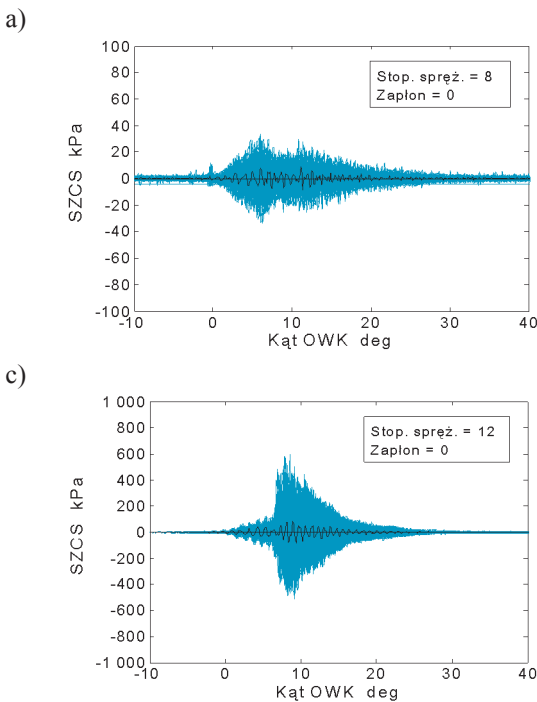 a)
100
80
60
40
20
0
-20
-40
-60
-80
-100
SZCS kPa
Stop. spręż. = 8
Zapłon = 0
-10 0 10 20 30 40
Kąt OWK deg
c)
1 000
800
600
400
200
0
-200
-400
-600
-800
-1 000
SZCS kPa
Stop. spręż. = 12
Zapłon = 0
-10 0 10 20 30 40
Kąt OWK deg